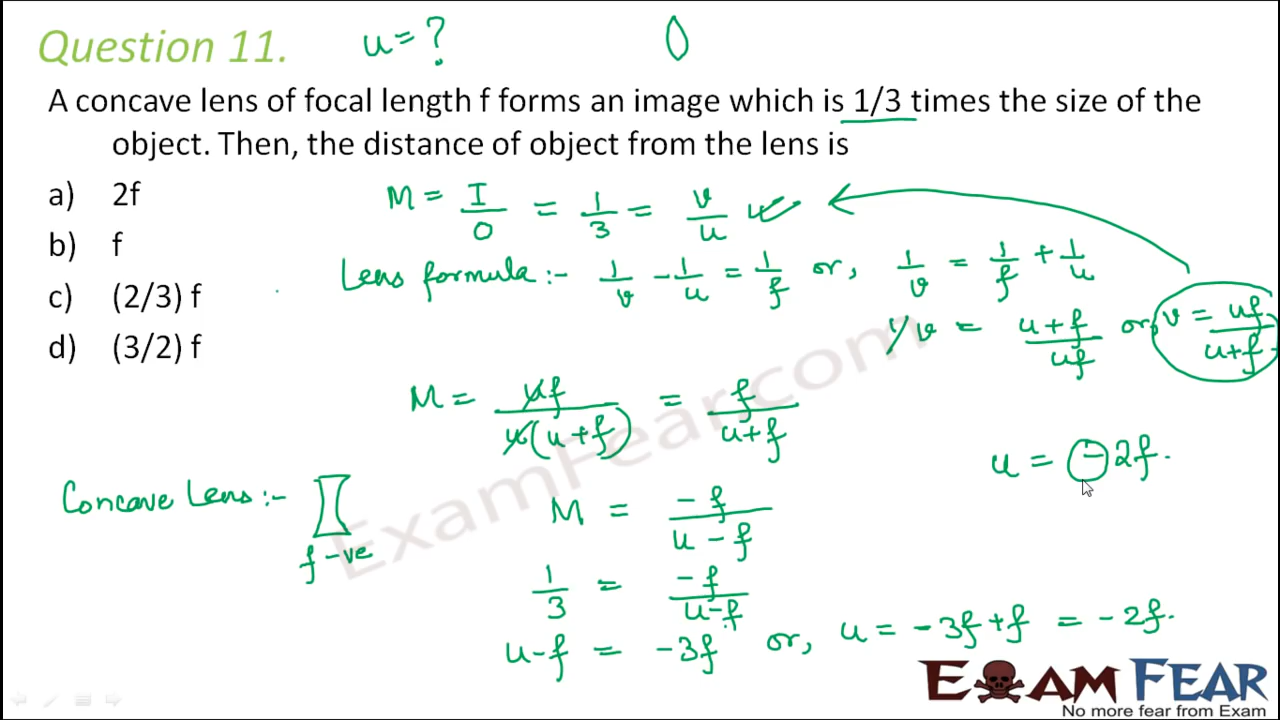 Question 11.
u = ?
A concave lens of focal length f forms an image which is 1/3 times the size of the
object. Then, the distance of object from the lens is
a) 2f
M = I/O = 1/3 = v/u
b) f
Lens formula :- 1/v - 1/u = 1/f or, 1/v = 1/f + 1/u
c) (2/3) f
1/v = u+f/uf or, v = uf/u+f
d) (3/2) f
M = uf/u(u+f) = f/u+f
u = -2f.
Concave Lens :-
f -ve
M = -f/u-f
1/3 = -f/u-f
u-f = -3f or, u = -3f+f = -2f.
ExamFear.com
EXAM FEAR
No more fear from Exam